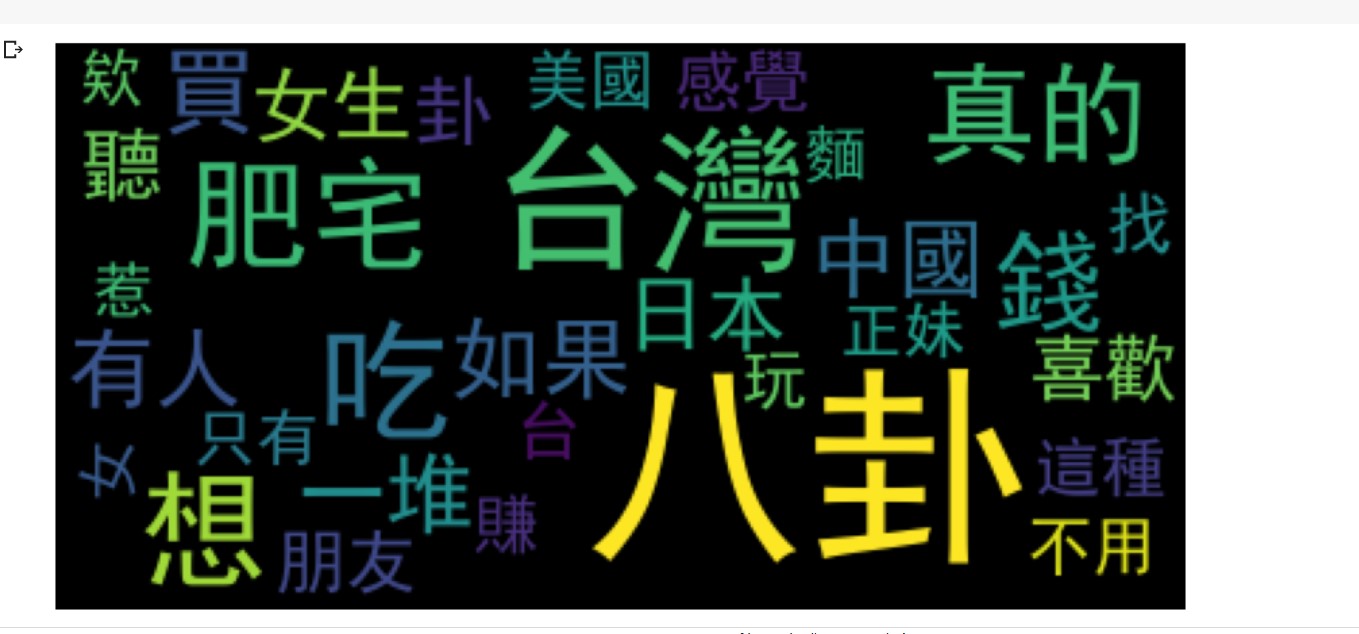 欸
買
女生
卦
美國
感覺
真的
聽
肥宅
台灣
麵
找
中國
錢
惹
日本
正妹
有人
吃
如果
玩
喜歡
只有
台
八卦
女
想
一堆
賺
這種
朋友
不用